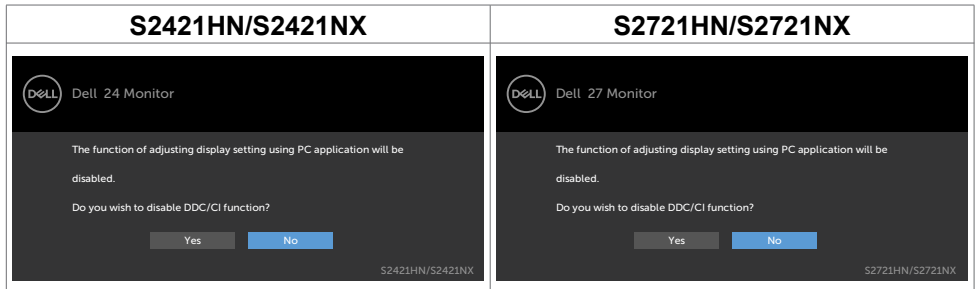 S2421HN/S2421NX
S2721HN/S2721NX
DELL Dell 24 Monitor
The function of adjusting display setting using PC application will be
disabled.
Do you wish to disable DDC/CI function?
Yes No
S2421HN/S2421NX
DELL Dell 27 Monitor
The function of adjusting display setting using PC application will be
disabled.
Do you wish to disable DDC/CI function?
Yes No
S2721HN/S2721NX